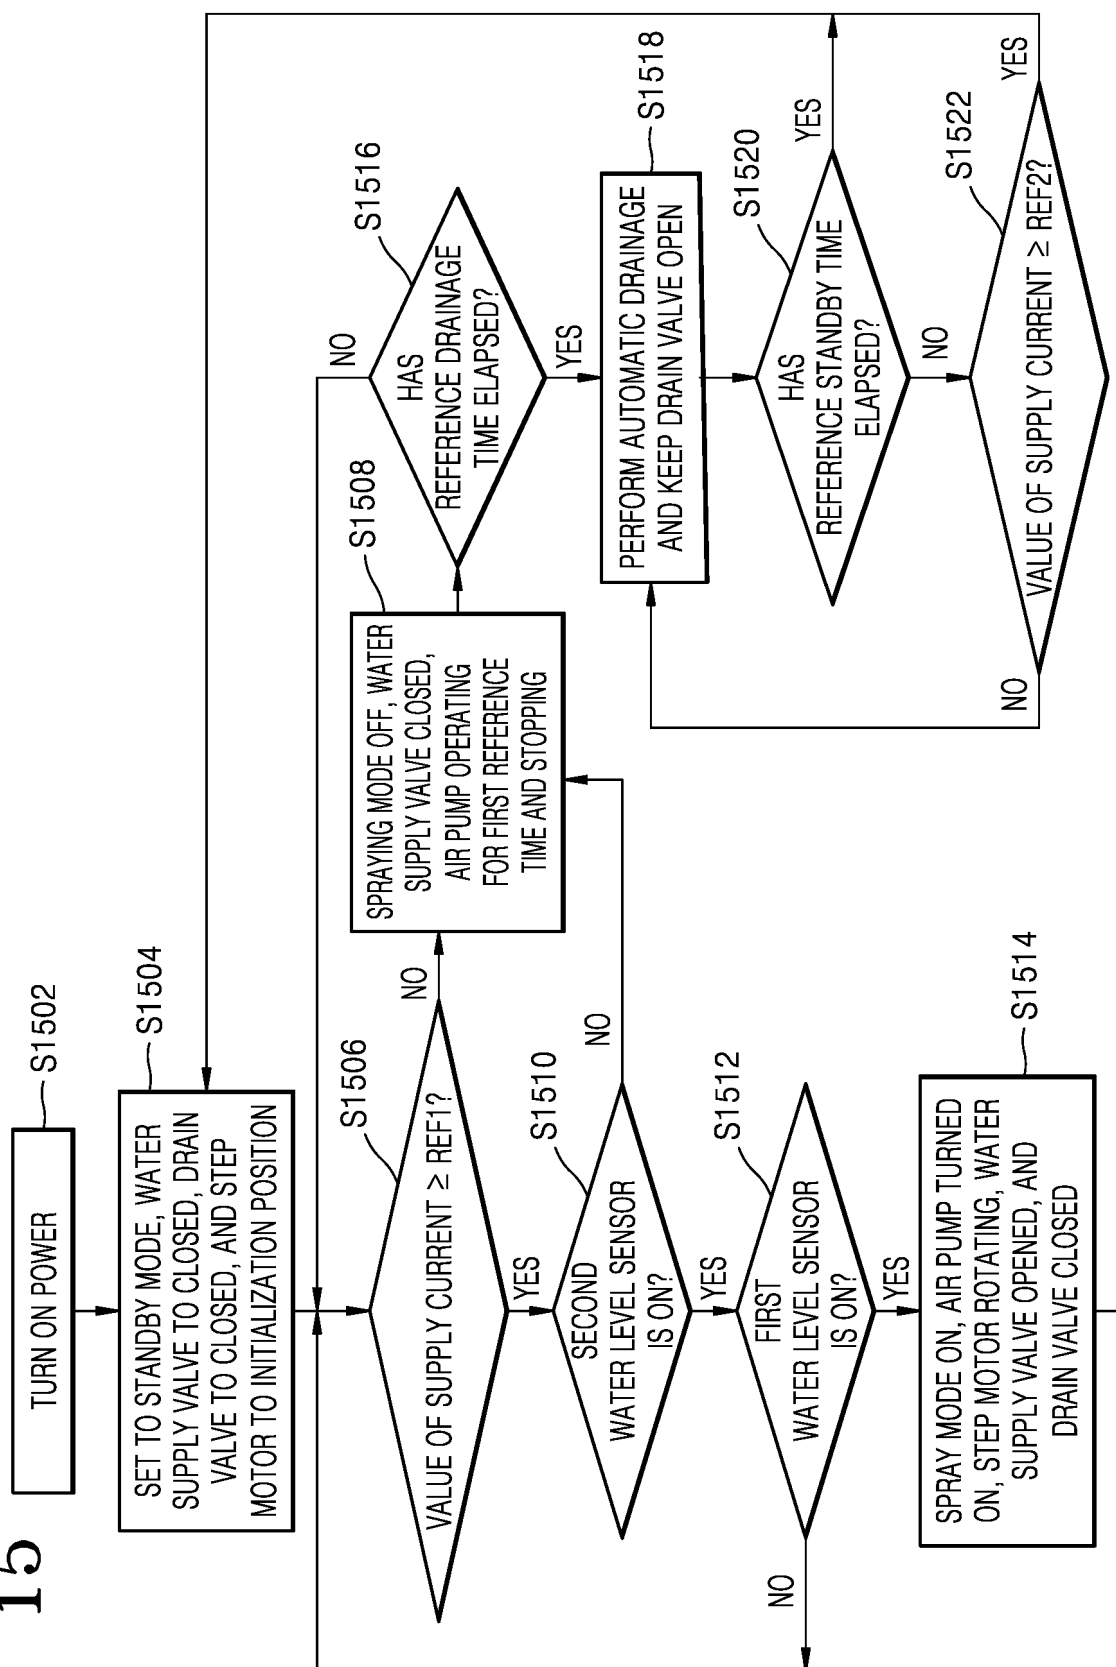 15
TURN ON POWER
S1502
SET TO STANDBY MODE, WATER
SUPPLY VALVE TO CLOSED, DRAIN
VALVE TO CLOSED, AND STEP
MOTOR TO INITIALIZATION POSITION
S1504
VALUE OF SUPPLY CURRENT ≥ REF1?
S1506
NO
YES
SPRAYING MODE OFF, WATER
SUPPLY VALVE CLOSED,
AIR PUMP OPERATING
FOR FIRST REFERENCE
TIME AND STOPPING
S1508
SECOND
WATER LEVEL SENSOR
IS ON?
S1510
NO
YES
FIRST
WATER LEVEL SENSOR
IS ON?
S1512
NO
YES
SPRAY MODE ON, AIR PUMP TURNED
ON, STEP MOTOR ROTATING, WATER
SUPPLY VALVE OPENED, AND
DRAIN VALVE CLOSED
S1514
HAS
REFERENCE DRAINAGE
TIME ELAPSED?
S1516
NO
YES
PERFORM AUTOMATIC DRAINAGE
AND KEEP DRAIN VALVE OPEN
S1518
HAS
REFERENCE STANDBY TIME
ELAPSED?
S1520
YES
NO
VALUE OF SUPPLY CURRENT ≥ REF2?
S1522
YES
NO